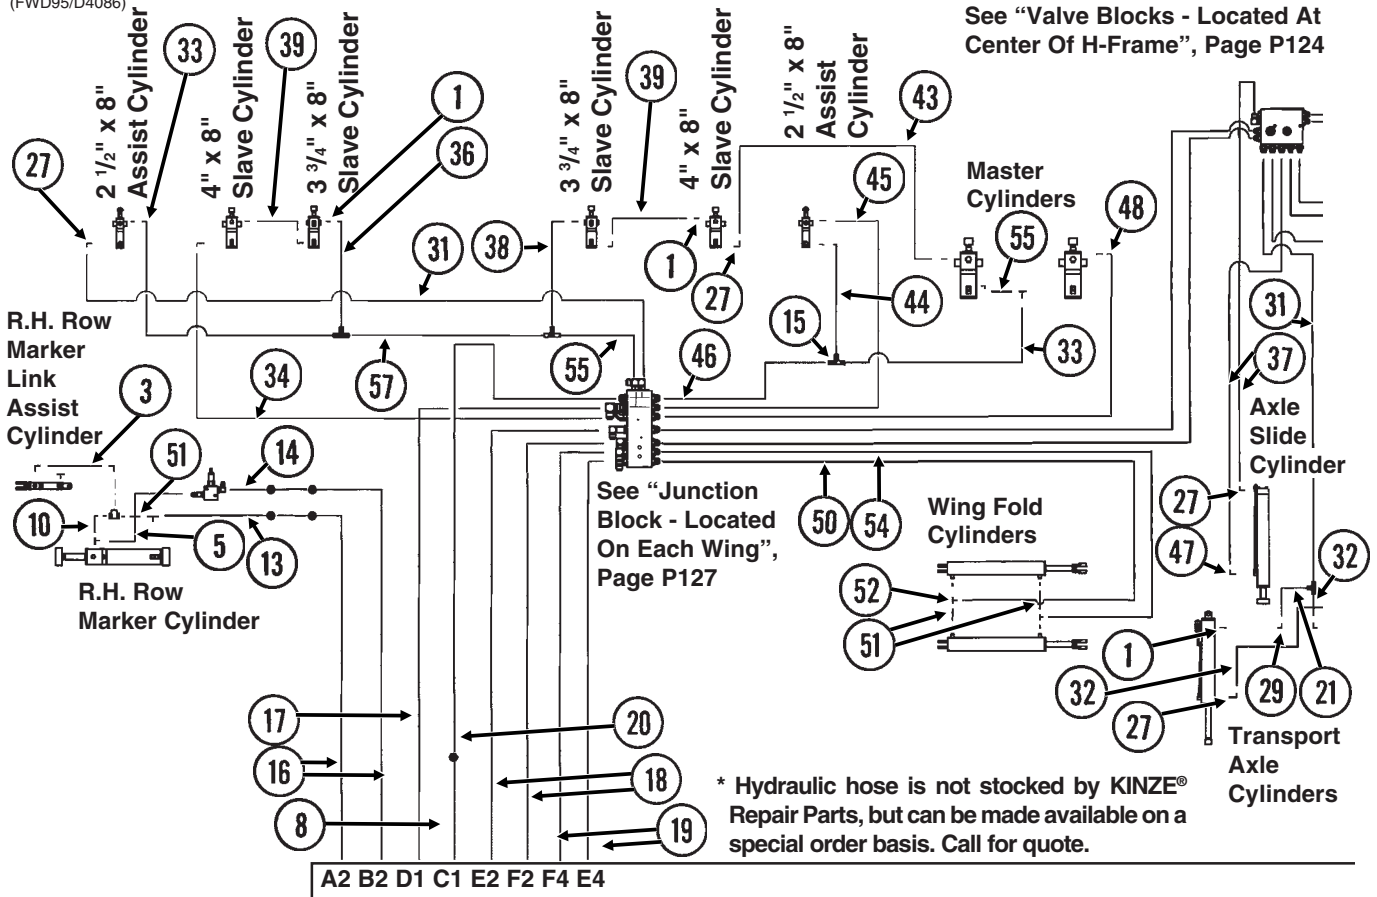 (FWD95/D4086)
See “Valve Blocks - Located At
Center Of H-Frame”, Page P124
33
39
2 1/2" x 8"
Assist Cylinder
4" x 8"
Slave Cylinder
3 3/4" x 8"
Slave Cylinder
1
36
27
3 3/4" x 8"
Slave Cylinder
39
4" x 8"
Slave Cylinder
2 1/2" x 8"
Assist
Cylinder
43
45
Master
Cylinders
55
48
31
38
1
27
44
15
33
31
37
R.H. Row
Marker
Link
Assist
Cylinder
3
34
57
55
46
51
14
10
5
13
R.H. Row
Marker Cylinder
See “Junction
Block - Located
On Each Wing”,
Page P127
50
54
Wing Fold
Cylinders
52
51
Axle
Slide
Cylinder
27
47
32
1
32
27
29
21
Transport
Axle
Cylinders
17
16
8
20
18
19
* Hydraulic hose is not stocked by KINZE®
Repair Parts, but can be made available on a
special order basis. Call for quote.
A2 B2 D1 C1 E2 F2 F4 E4